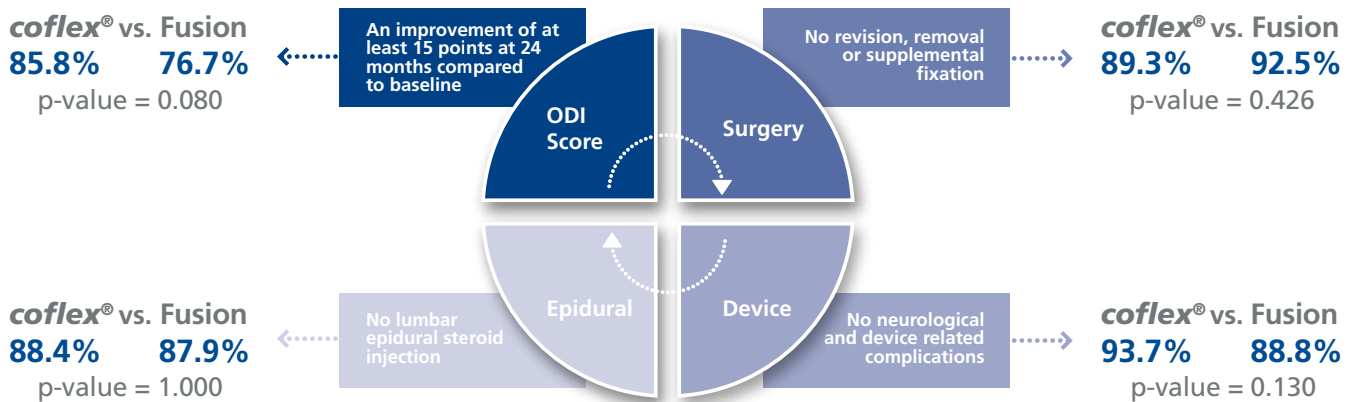 coflex® vs. Fusion
85.8% 76.7%
p-value = 0.080
An improvement of at
least 15 points at 24
months compared
to baseline
ODI
Score
No revision, removal
or supplemental
fixation
Surgery
coflex® vs. Fusion
89.3% 92.5%
p-value = 0.426
coflex® vs. Fusion
88.4% 87.9%
p-value = 1.000
No lumbar
epidural steroid
injection
Epidural
Device
No neurological
and device related
complications
coflex® vs. Fusion
93.7% 88.8%
p-value = 0.130